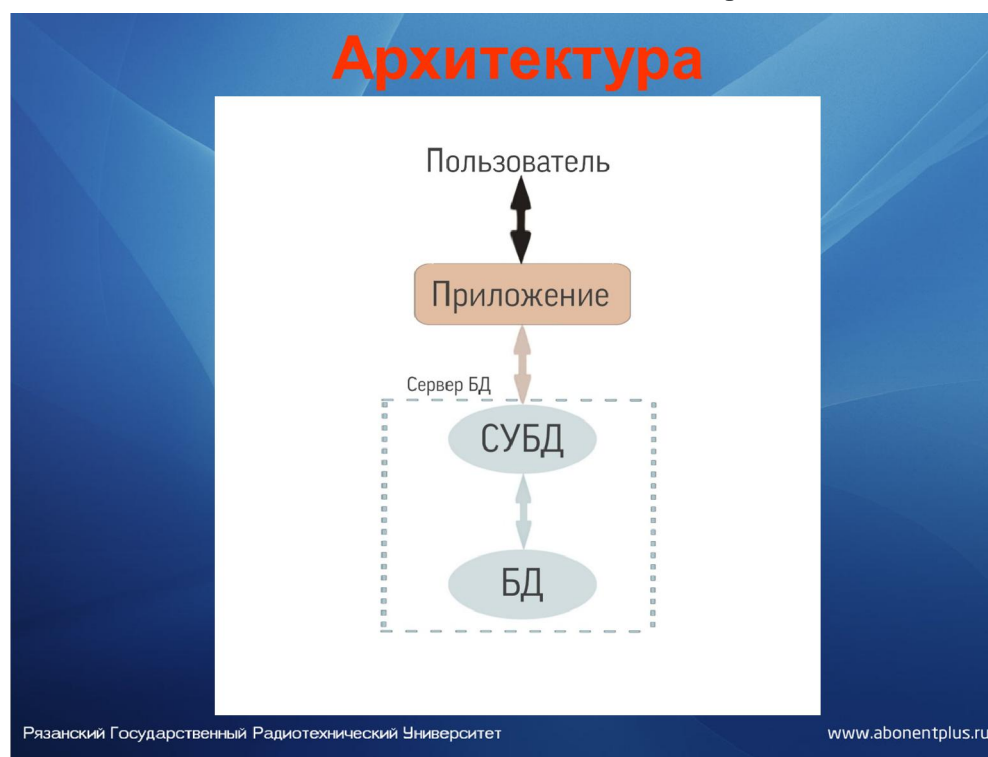 Архитектура
Пользователь
Приложение
Сервер БД
СУБД
БД
Рязанский Государственный Радиотехнический Университет
www.abonentplus.ru